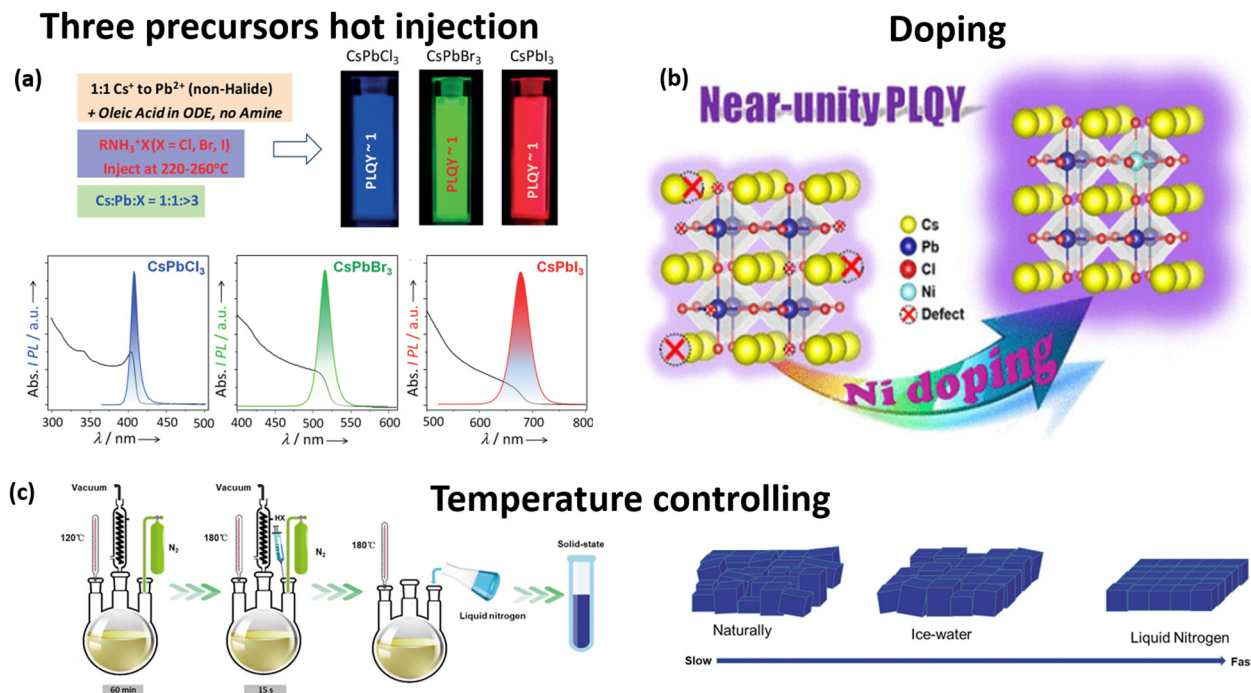 Three precursors hot injection
(a)
1:1 Cs⁺ to Pb²⁺ (non-Halide)
+ Oleic Acid in ODE, no Amine
RNH₃⁺X⁻(X = Cl, Br, I)
Inject at 220-260°C
Cs:Pb:X = 1:1:>3
CsPbCl₃
CsPbBr₃
CsPbI₃
PLQY ~ 1
PLQY ~ 1
PLQY ~ 1
CsPbCl₃
Abs. I PL / a.u. →
300 350 400 450 500
λ / nm →
CsPbBr₃
Abs. I PL / a.u. →
400 450 500 550 600
λ / nm →
CsPbI₃
Abs. I PL / a.u. →
500 600 700 800
λ / nm →
Doping
(b)
Near-unity PLQY
Cs
Pb
Cl
Ni
Defect
Ni doping
(c)
Temperature controlling
Vacuum
120℃
N₂
60 min
Vacuum
180℃
HX
N₂
15 s
180℃
Liquid nitrogen
Solid-state
Naturally
Ice-water
Liquid Nitrogen
Slow
Fast